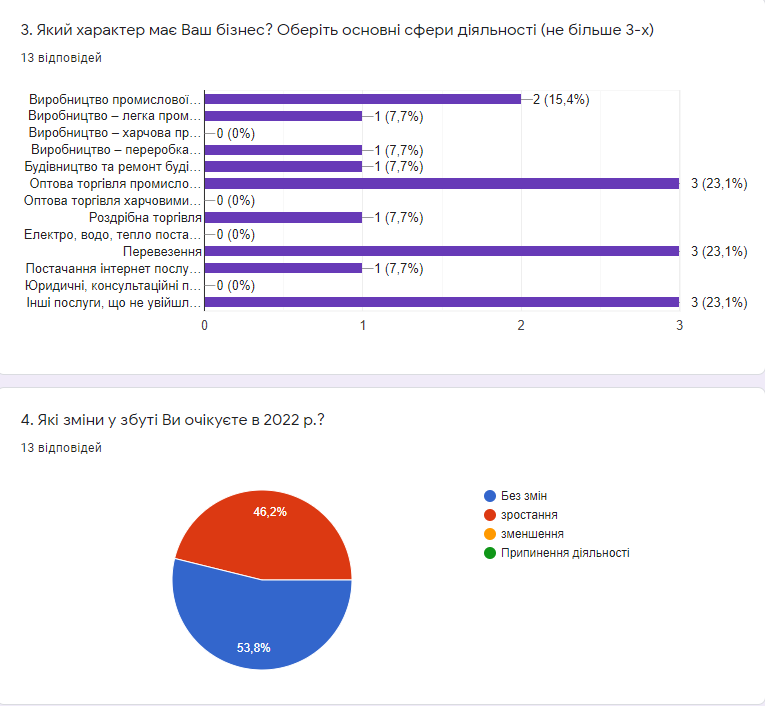 3. Який характер має Ваш бізнес? Оберіть основні сфери діяльності (не більше 3-х)
13 відповідей
Виробництво промислової... 2 (15,4%)
Виробництво – легка пром... 1 (7,7%)
Виробництво – харчова пр... 0 (0%)
Виробництво – переробка... 1 (7,7%)
Будівництво та ремонт буді... 1 (7,7%)
Оптова торгівля промисло... 3 (23,1%)
Оптова торгівля харчовими... 0 (0%)
Роздрібна торгівля 1 (7,7%)
Електро, водо, тепло поста... 0 (0%)
Перевезення 3 (23,1%)
Постачання інтернет послу... 1 (7,7%)
Юридичні, консультаційні п... 0 (0%)
Інші послуги, що не увійшл... 3 (23,1%)
0 1 2 3
4. Які зміни у збуті Ви очікуєте в 2022 р.?
13 відповідей
46,2%
53,8%
Без змін
зростання
зменшення
Припинення діяльності